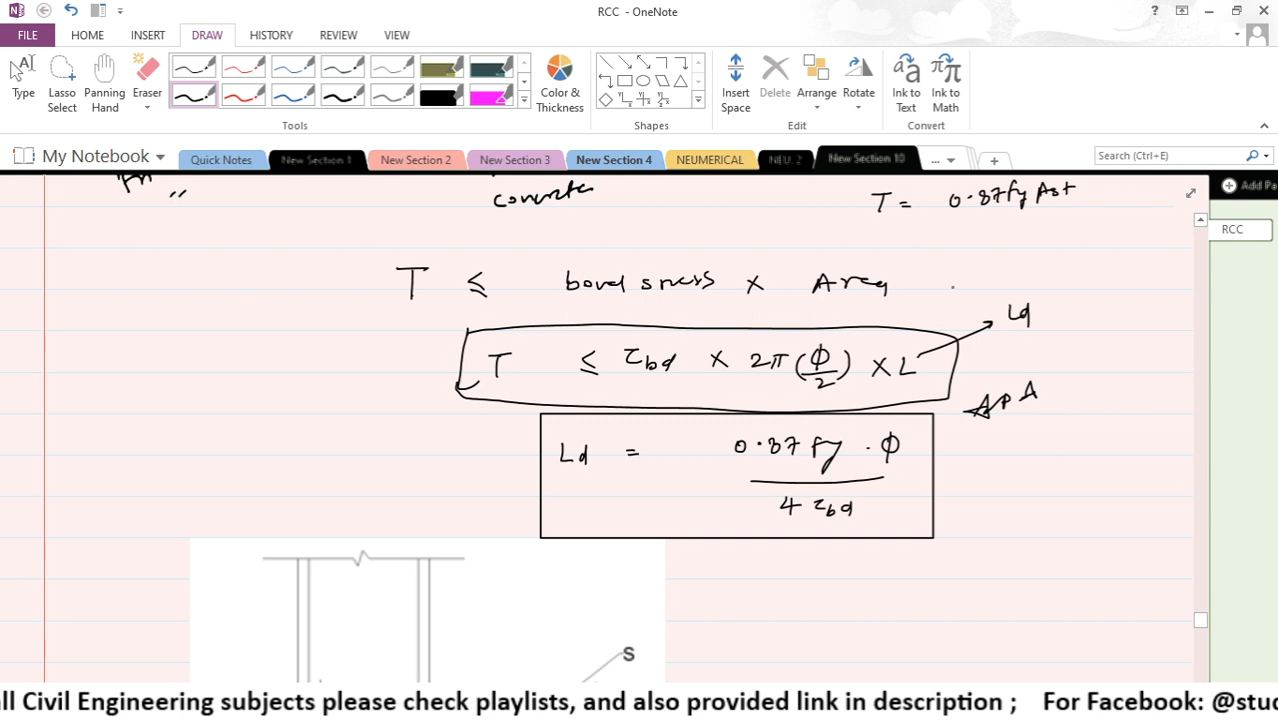 RCC - OneNote
FILE HOME INSERT DRAW HISTORY REVIEW VIEW
Type Lasso Select Panning Hand Eraser Color & Thickness Insert Space Delete Arrange Rotate Ink to Text Ink to Math
Tools Shapes Edit Convert
My Notebook Quick Notes New Section 1 New Section 2 New Section 3 New Section 4 NEUMERICAL NEU. 2 New Section 10 ... + Search (Ctrl+E)
Add Pa
RCC
concrete
T = 0.87 fy Ast
T ≤ bond stress × Area
Ld
T ≤ τbd × 2π(ϕ/2) × L
Ld = 0.87 fy . ϕ
4 τbd
S
ll Civil Engineering subjects please check playlists, and also provided link in description ; For Facebook: @stud